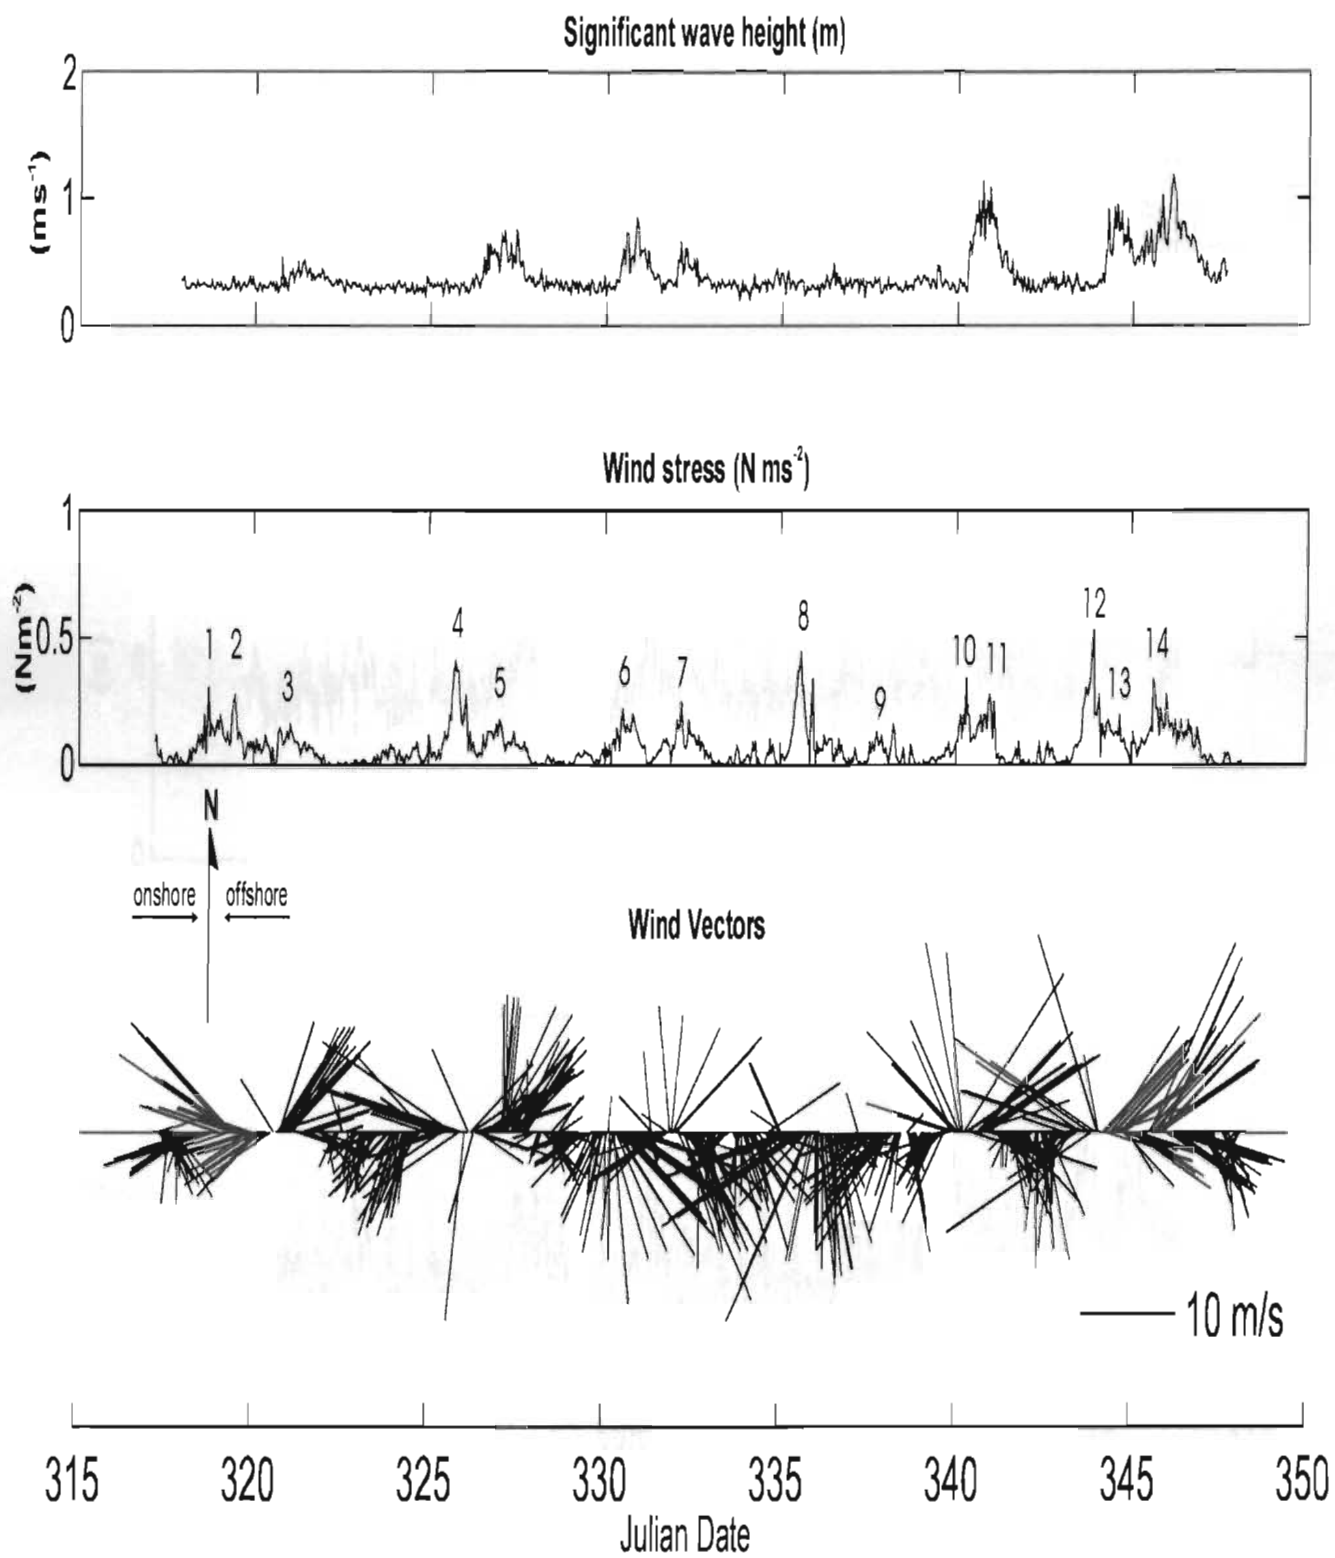 Significant wave height (m)
2
1
0
(ms⁻¹)
Wind stress (N ms⁻²)
1
0.5
0
(Nm⁻²)
1 2 3 4 5 6 7 8 9 10 11 12 13 14
N
onshore offshore
Wind Vectors
10 m/s
315 320 325 330 335 340 345 350
Julian Date